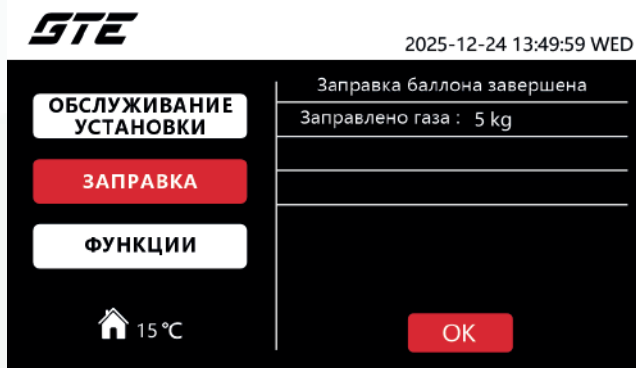 GTE
2025-12-24 13:49:59 WED
ОБСЛУЖИВАНИЕ
УСТАНОВКИ
ЗАПРАВКА
ФУНКЦИИ
15℃
Заправка баллона завершена
Заправлено газа : 5 kg
OK